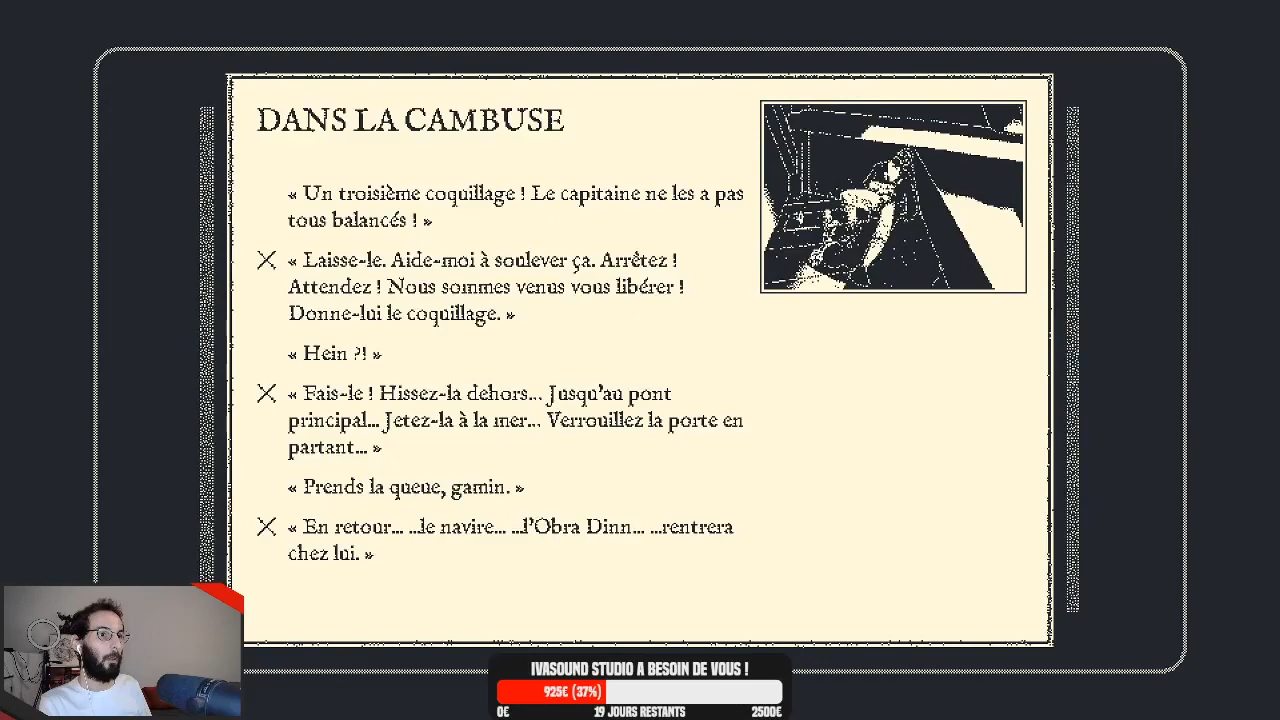 DANS LA CAMBUSE
« Un troisième coquillage ! Le capitaine ne les a pas
tous balancés ! »
« Laisse-le. Aide-moi à soulever ça. Arrêtez !
Attendez ! Nous sommes venus vous libérer !
Donne-lui le coquillage. »
« Hein ?! »
« Fais-le ! Hissez-la dehors... Jusqu'au pont
principal... Jetez-la à la mer... Verrouillez la porte en
partant... »
« Prends la queue, gamin. »
« En retour... ...le navire... ...l'Obra Dinn... ...rentrera
chez lui. »
IVASOUND STUDIO A BESOIN DE VOUS !
925€ (37%)
0€ 19 JOURS RESTANTS 2500€